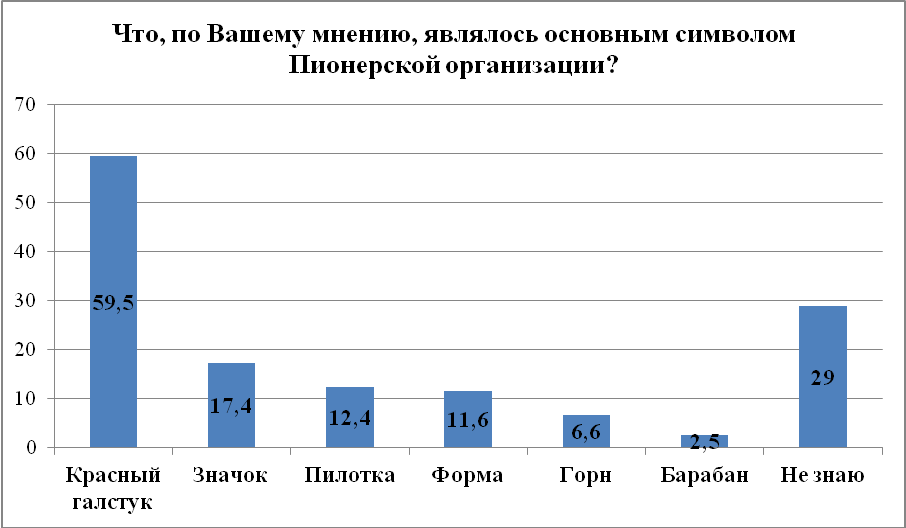 Что, по Вашему мнению, являлось основным символом
Пионерской организации?
70
60
50
40
30
20
10
0
59,5
17,4
12,4
11,6
6,6
2,5
29
Красный
галстук
Значок
Пилотка
Форма
Горн
Барабан
Не знаю